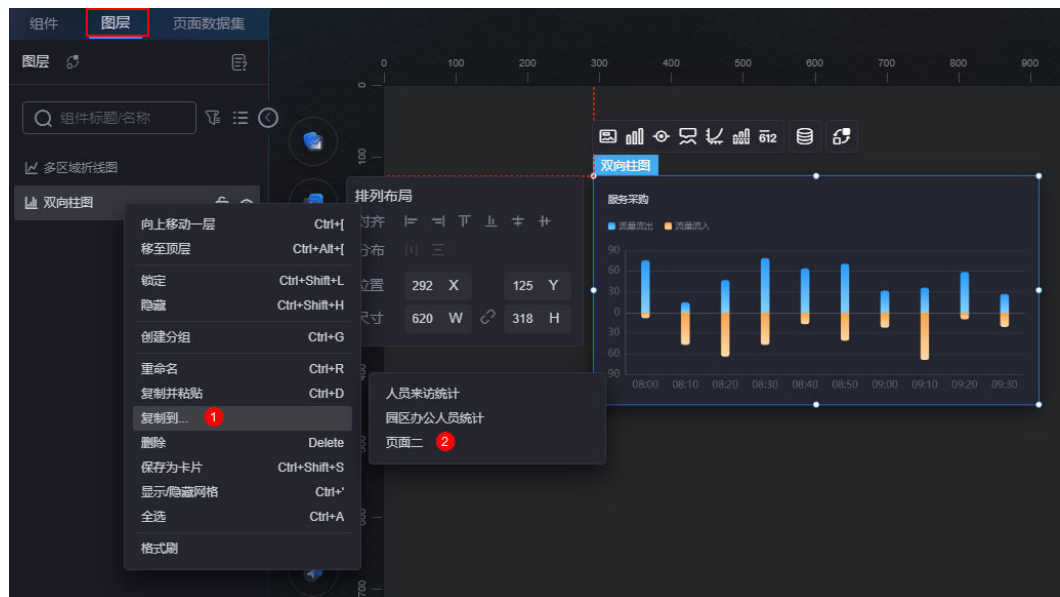 组件 图层 页面数据集
图层
组件标题/名称
多区域折线图
双向柱图
0 100 200 300 400 500 600 700 800 900
0
100
700
612
双向柱图
排列布局
对齐
分布
位置 292 X 125 Y
尺寸 620 W 318 H
服务采购
流量流出 流量流入
90
60
30
0
30
60
90
08:00 08:10 08:20 08:30 08:40 08:50 09:00 09:10 09:20 09:30
向上移动一层 Ctrl+[
移至顶层 Ctrl+Alt+[
锁定 Ctrl+Shift+L
隐藏 Ctrl+Shift+H
创建分组 Ctrl+G
重命名 Ctrl+R
复制并粘贴 Ctrl+D
复制到... 1
删除 Delete
保存为卡片 Ctrl+Shift+S
显示/隐藏网格 Ctrl+'
全选 Ctrl+A
格式刷
人员来访统计
园区办公人员统计
页面二 2